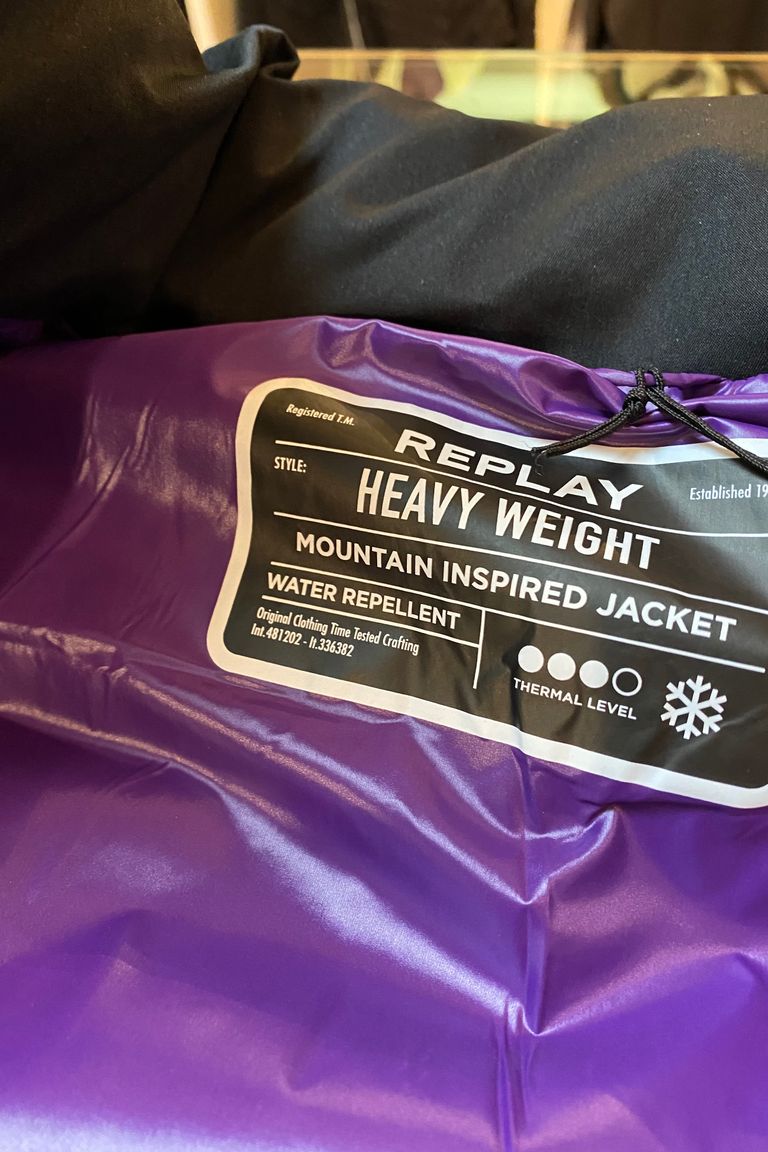 Registered T.M.
REPLAY
Established 19
STYLE:
HEAVY WEIGHT
MOUNTAIN INSPIRED JACKET
WATER REPELLENT
Original Clothing Time Tested Crafting
Int.481202 - It.336382
THERMAL LEVEL